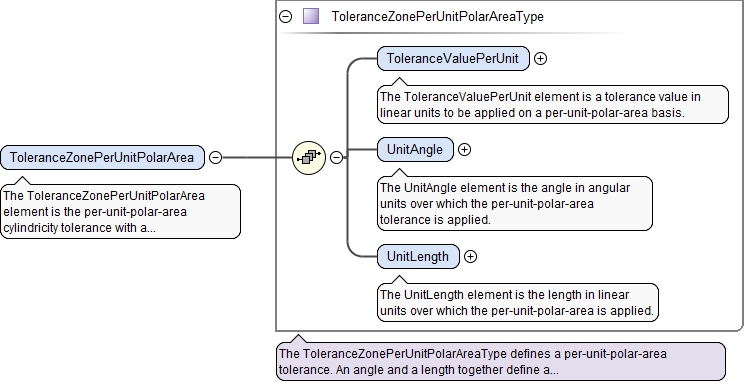 ToleranceZonePerUnitPolarAreaType
ToleranceValuePerUnit
The ToleranceValuePerUnit element is a tolerance value in
linear units to be applied on a per-unit-polar-area basis.
UnitAngle
ToleranceZonePerUnitPolarArea
The UnitAngle element is the angle in angular
units over which the per-unit-polar-area
tolerance is applied.
The ToleranceZonePerUnitPolarArea
element is the per-unit-polar-area
cylindricity tolerance with a...
UnitLength
The UnitLength element is the length in linear
units over which the per-unit-polar-area is applied.
The ToleranceZonePerUnitPolarAreaType defines a per-unit-polar-area
tolerance. An angle and a length together define a...